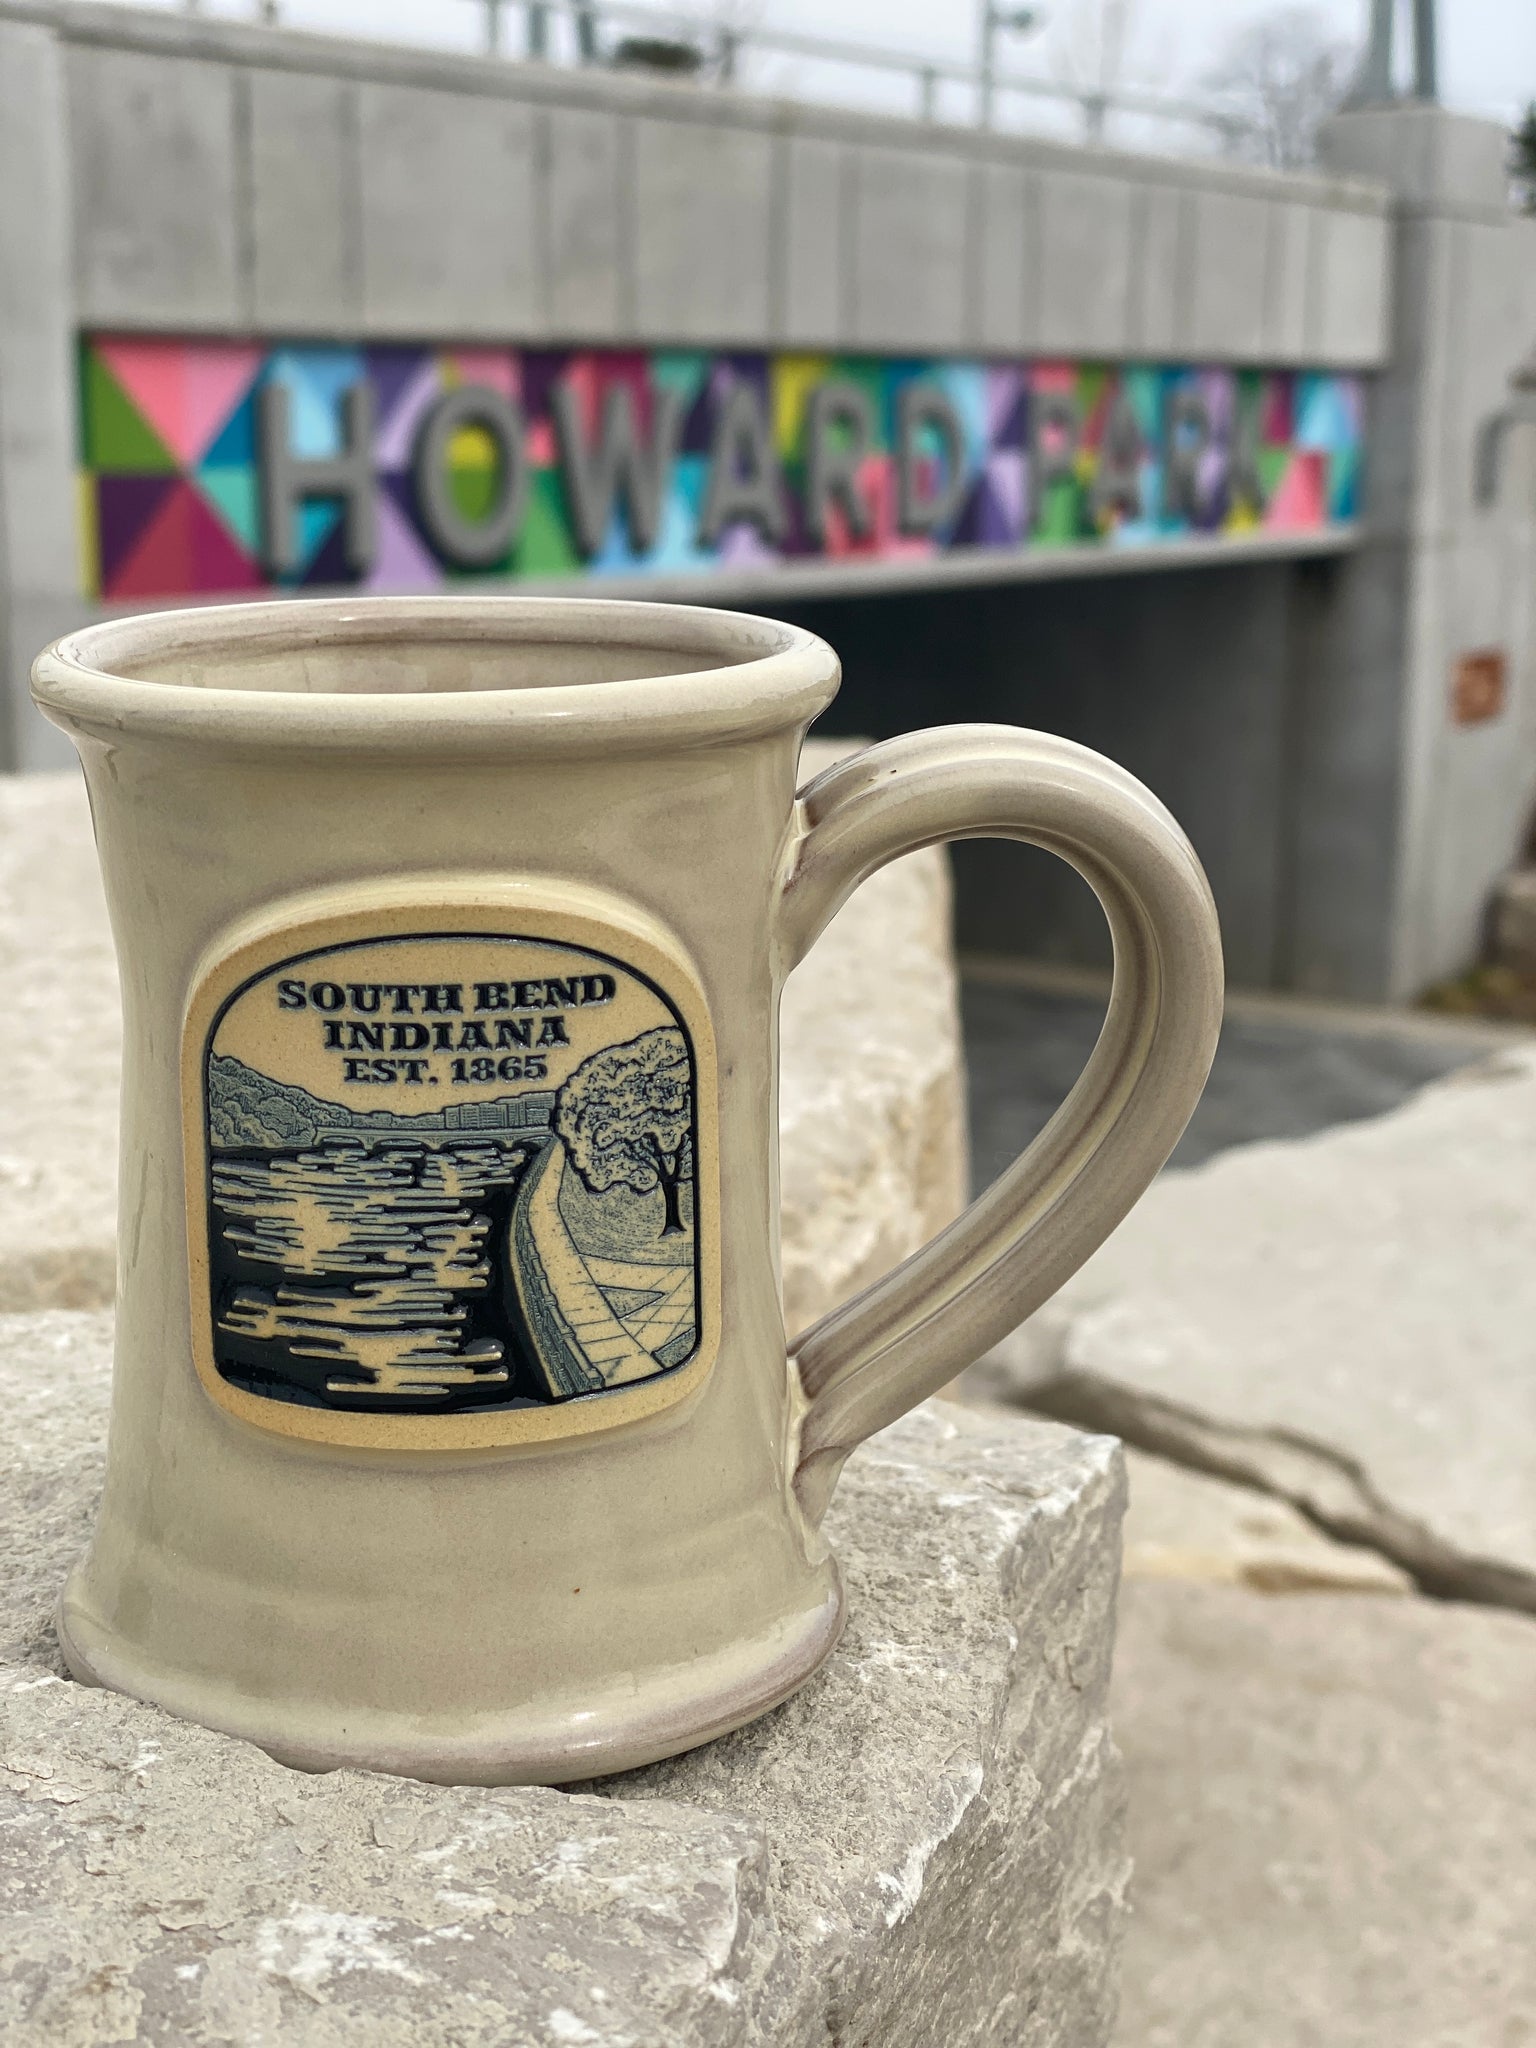 HOWARD PARK
SOUTH BEND
INDIANA
EST. 1865